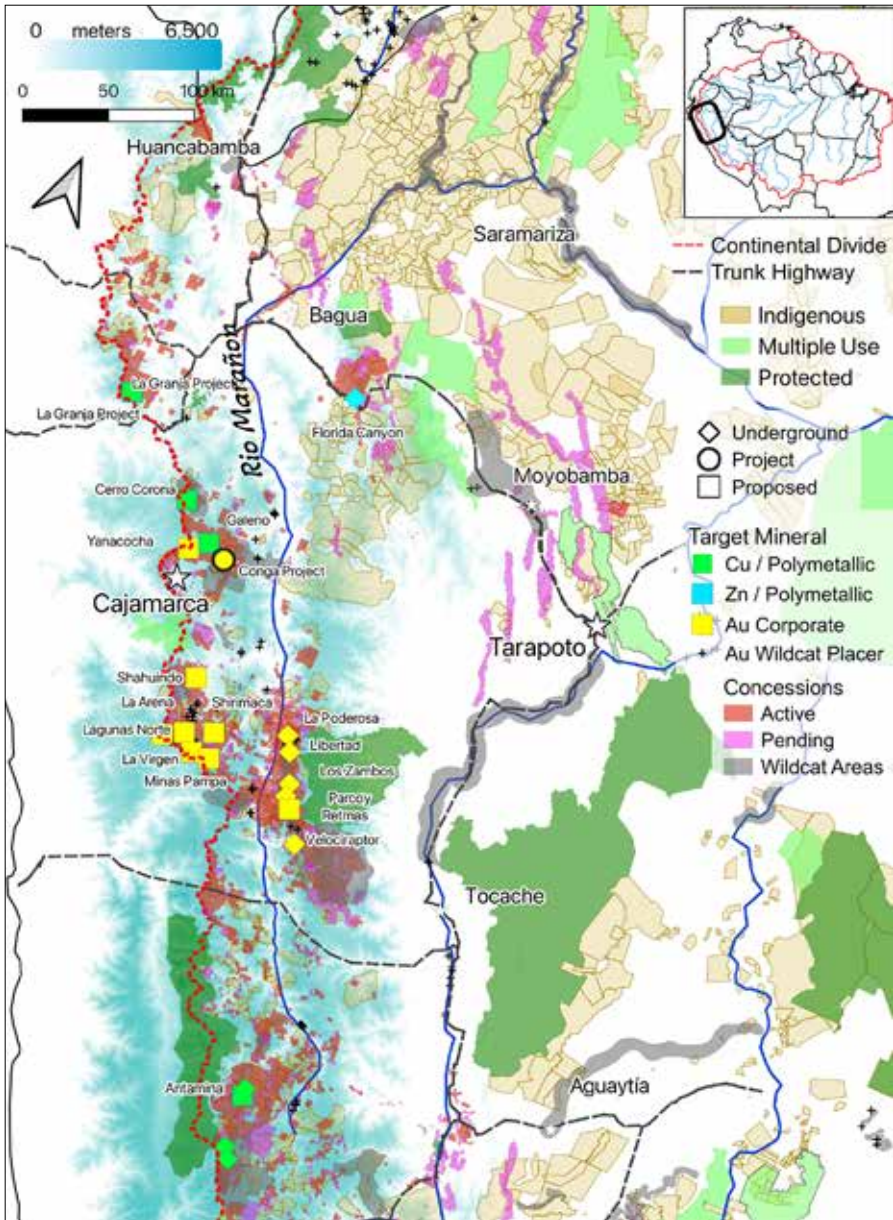 0 meters 6,500
0 50 100 km
Huancabamba
Saramariza
Continental Divide
Trunk Highway
Bagua
Indigenous
Multiple Use
Protected
Rio Marañon
La Granja Project
La Granja Project
Florida Canyon
Underground
Project
Proposed
Moyobamba
Cerro Corona
Galeno
Yanacocha
Conga Project
Target Mineral
Cu / Polymetallic
Zn / Polymetallic
Au Corporate
Au Wildcat Placer
Cajamarca
Tarapoto
Shahuindo
La Arena
Shirimaca
Lagunas Norte
La Virgen
Minas Pampa
La Poderosa
Libertad
Los Zambos
Parcoy
Retmas
Velociraptor
Concessions
Active
Pending
Wildcat Areas
Tocache
Antamina
Aguaytía